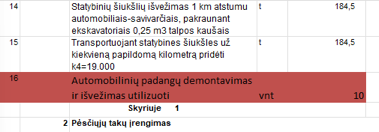 14 Statybinių šiukšlių išvežimas 1 km atstumu t 184,5
automobiliais-savivarčiais, pakraunant
ekskavatoriais 0,25 m3 talpos kaušais
15 Transportuojant statybines šiukšles už t 184,5
kiekvieną papildomą kilometrą pridėti
k4=19.000
16 Automobilinių padangų demontavimas
ir išvežimas utilizuoti vnt 10
Skyriuje 1
2 Pėsčiųjų takų įrengimas